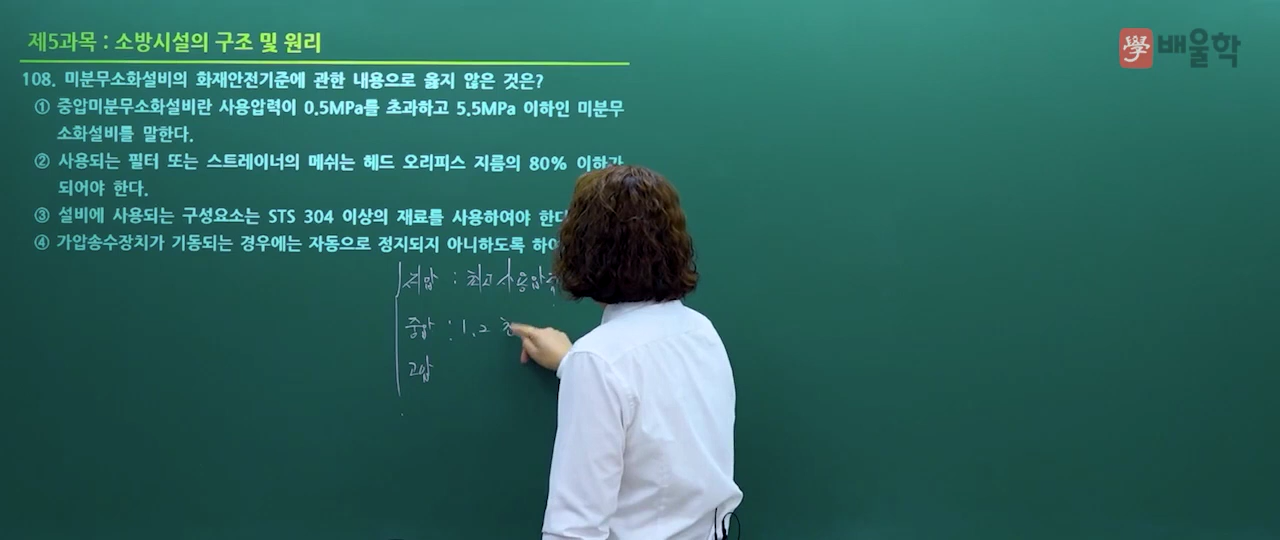 제5과목 : 소방시설의 구조 및 원리
學 배울학
108. 미분무소화설비의 화재안전기준에 관한 내용으로 옳지 않은 것은?
① 중압미분무소화설비란 사용압력이 0.5MPa를 초과하고 5.5MPa 이하인 미분무
소화설비를 말한다.
② 사용되는 필터 또는 스트레이너의 메쉬는 헤드 오리피스 지름의 80% 이하가
되어야 한다.
③ 설비에 사용되는 구성요소는 STS 304 이상의 재료를 사용하여야 한다
④ 가압송수장치가 기동되는 경우에는 자동으로 정지되지 아니하도록 하여
저압 : 최고사용압
중압 : 1.2 초
고압